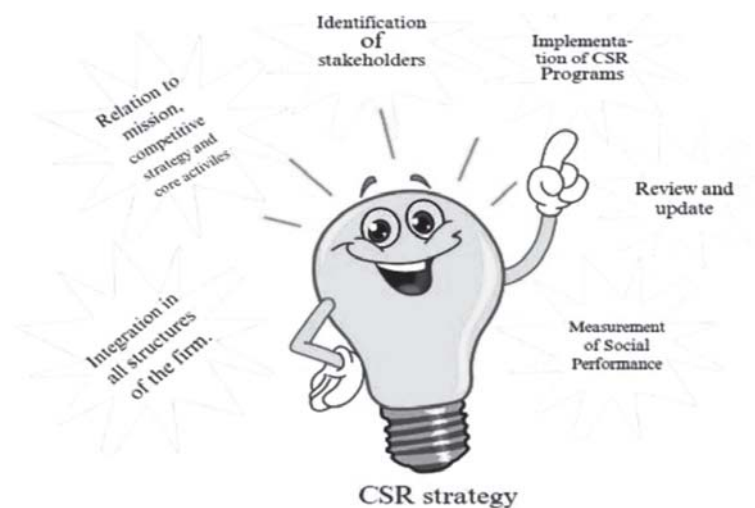 Identification
of
stakeholders
Implementa-
tion of CSR
Programs
Relation to
mission,
competitive
strategy and
core activiles
Review and
update
Integration in
all structures
of the firm.
Measurement
of Social
Performance
CSR strategy